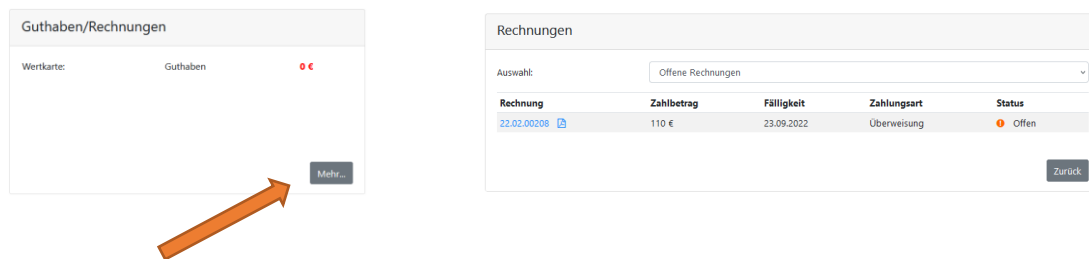 Guthaben/Rechnungen
Wertkarte: Guthaben 0 €
Mehr...
Rechnungen
Auswahl: Offene Rechnungen
Rechnung Zahlbetrag Fälligkeit Zahlungsart Status
22.02.00208 110 € 23.09.2022 Überweisung Offen
Zurück